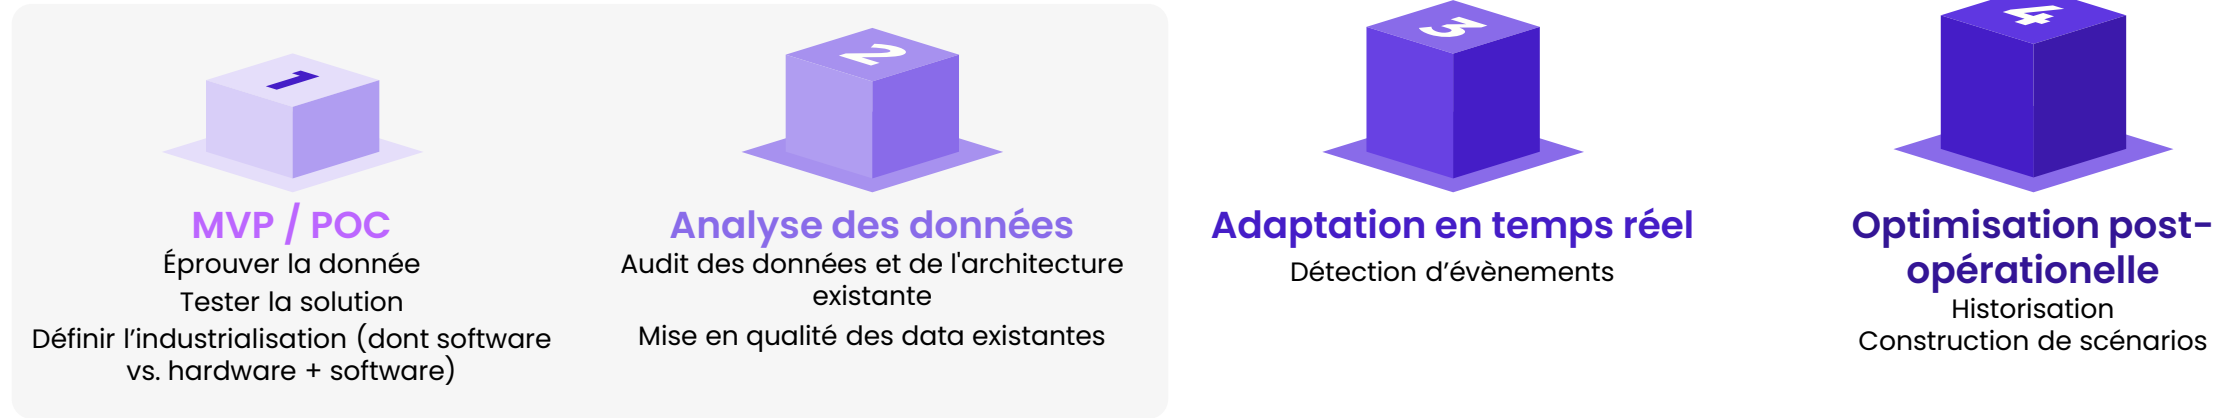 1
MVP / POC
Éprouver la donnée
Tester la solution
Définir l’industrialisation (dont software
vs. hardware + software)
2
Analyse des données
Audit des données et de l'architecture
existante
Mise en qualité des data existantes
3
Adaptation en temps réel
Détection d’évènements
4
Optimisation post-
opérationelle
Historisation
Construction de scénarios